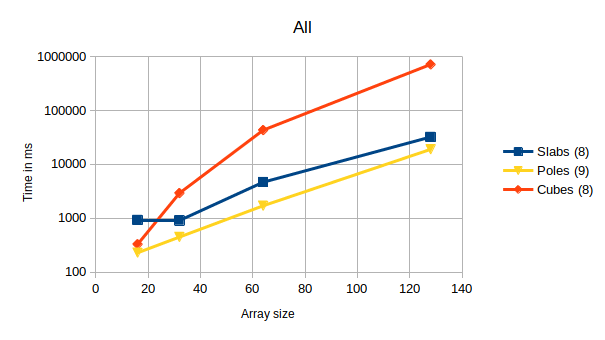 All
1000000
100000
10000
1000
100
Time in ms
0 20 40 60 80 100 120 140
Array size
Slabs (8)
Poles (9)
Cubes (8)